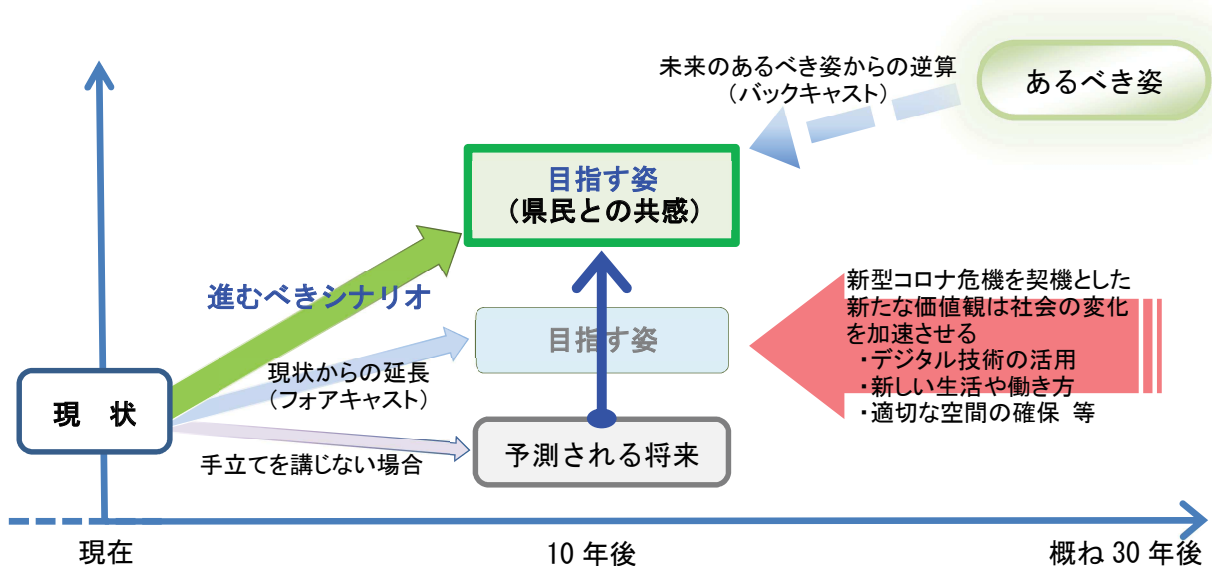 未来のあるべき姿からの逆算
(バックキャスト)
あるべき姿
目指す姿
(県民との共感)
進むべきシナリオ
新型コロナ危機を契機とした
新たな価値観は社会の変化
を加速させる
・デジタル技術の活用
・新しい生活や働き方
・適切な空間の確保 等
目指す姿
現状からの延長
(フォアキャスト)
現 状
手立てを講じない場合
予測される将来
現在
10 年後
概ね 30 年後